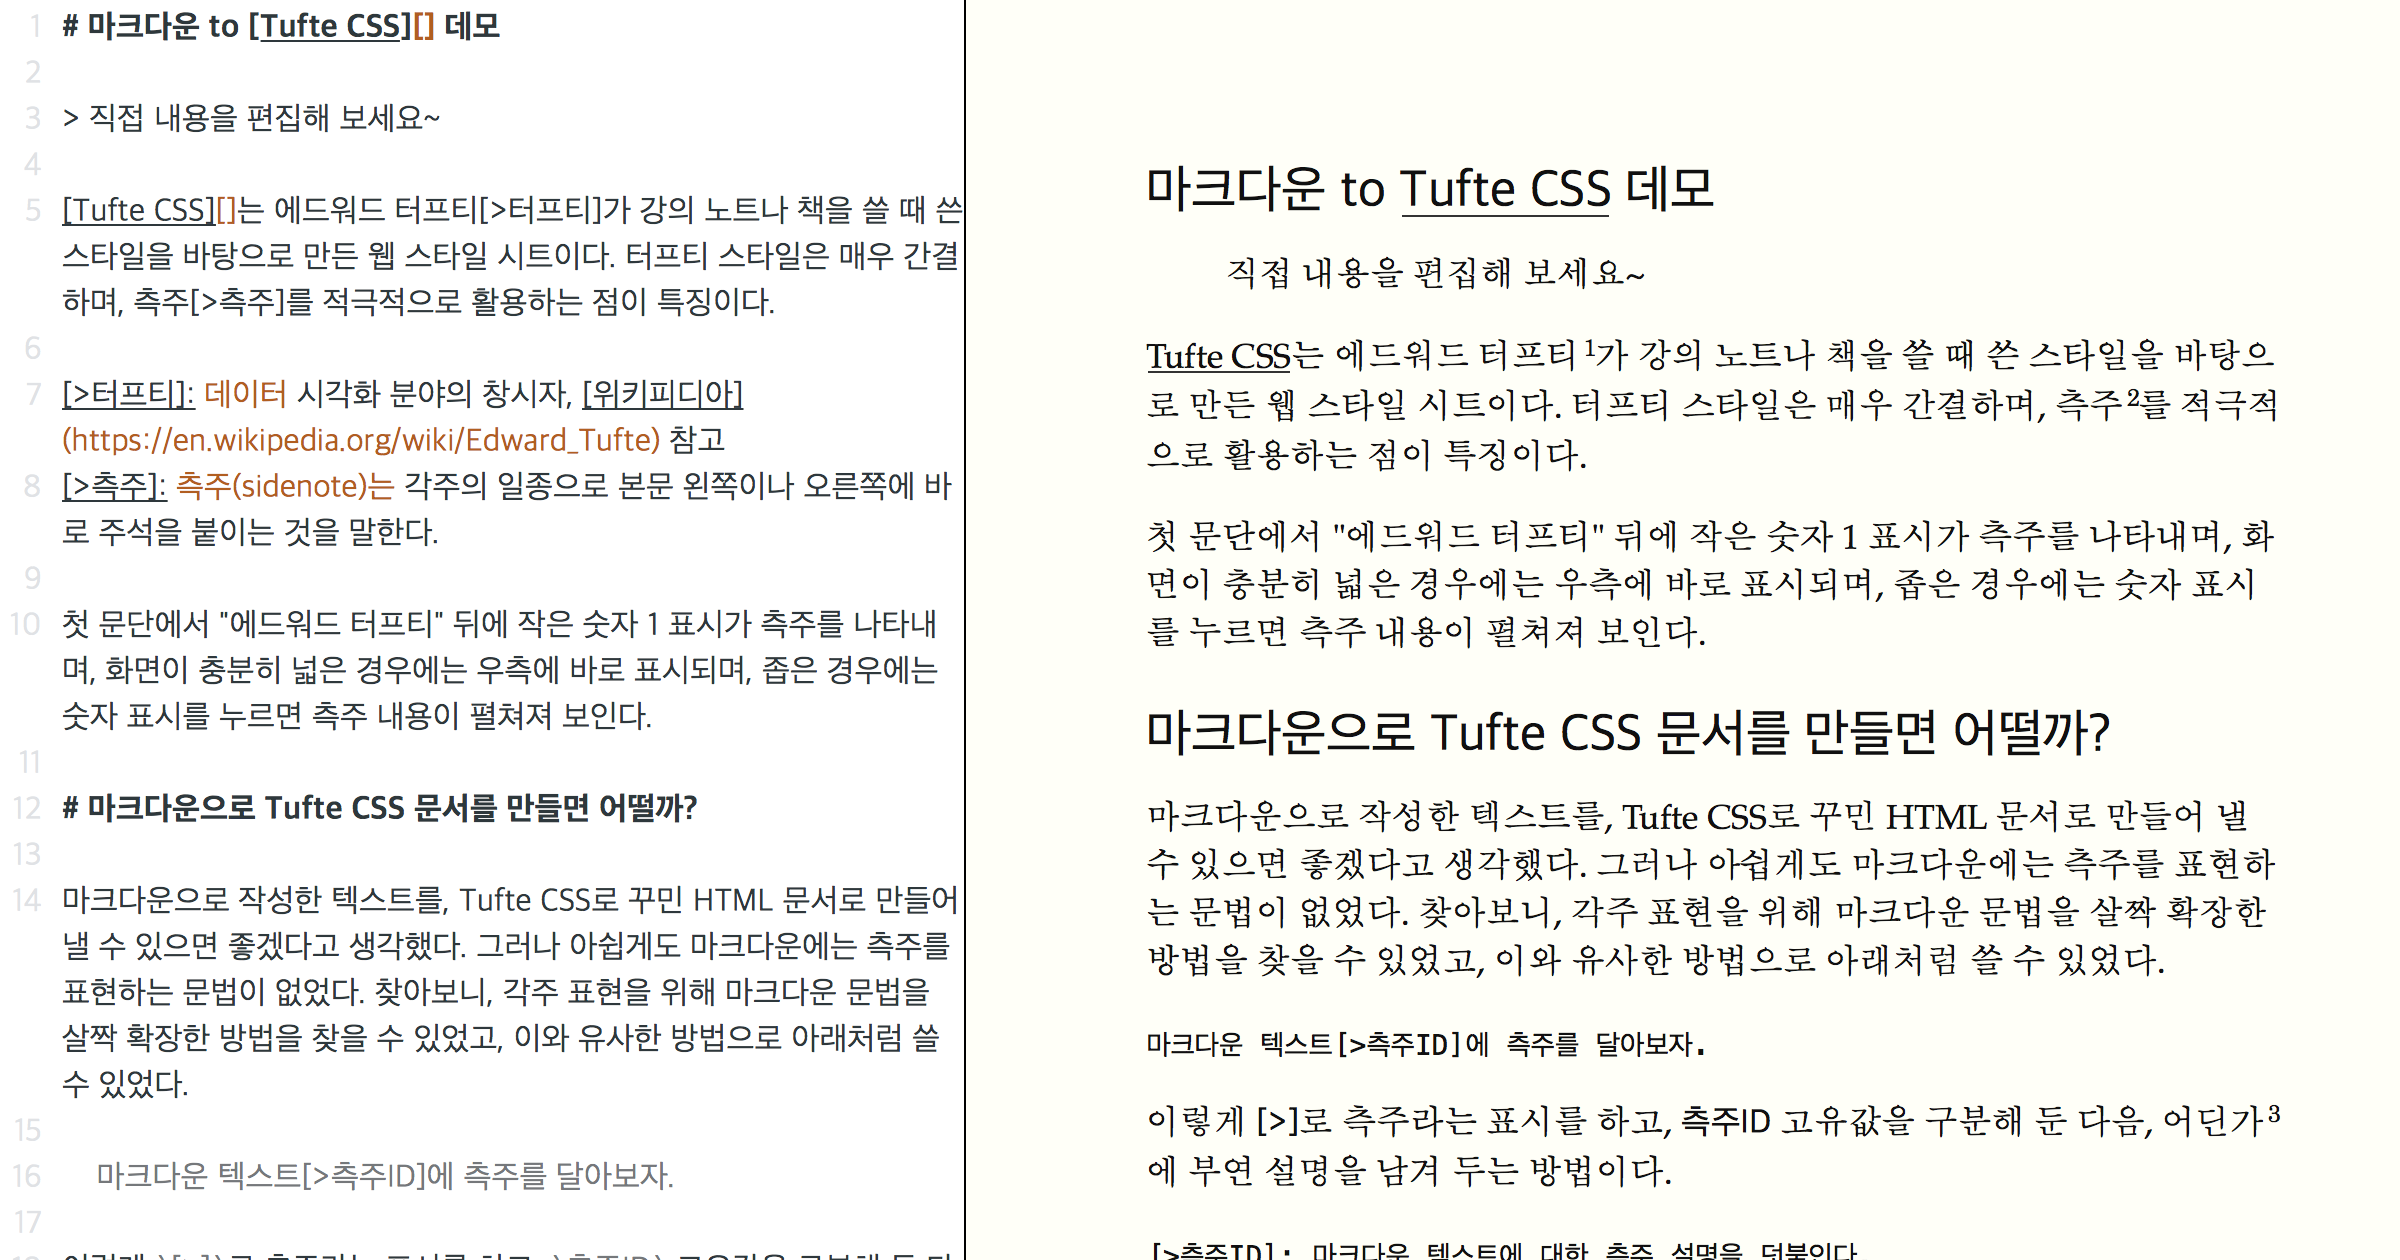 1 # 마크다운 to [Tufte CSS][] 데모
2
3 > 직접 내용을 편집해 보세요~
4
5 [Tufte CSS][]는 에드워드 터프티[>터프티]가 강의 노트나 책을 쓸 때 쓴
스타일을 바탕으로 만든 웹 스타일 시트이다. 터프티 스타일은 매우 간결
하며, 측주[>측주]를 적극적으로 활용하는 점이 특징이다.
6
7 [>터프티]: 데이터 시각화 분야의 창시자, [위키피디아]
(https://en.wikipedia.org/wiki/Edward_Tufte) 참고
8 [>측주]: 측주(sidenote)는 각주의 일종으로 본문 왼쪽이나 오른쪽에 바
로 주석을 붙이는 것을 말한다.
9
10 첫 문단에서 "에드워드 터프티" 뒤에 작은 숫자 1 표시가 측주를 나타내
며, 화면이 충분히 넓은 경우에는 우측에 바로 표시되며, 좁은 경우에는
숫자 표시를 누르면 측주 내용이 펼쳐져 보인다.
11
12 # 마크다운으로 Tufte CSS 문서를 만들면 어떨까?
13
14 마크다운으로 작성한 텍스트를, Tufte CSS로 꾸민 HTML 문서로 만들어
낼 수 있으면 좋겠다고 생각했다. 그러나 아쉽게도 마크다운에는 측주를
표현하는 문법이 없었다. 찾아보니, 각주 표현을 위해 마크다운 문법을
살짝 확장한 방법을 찾을 수 있었고, 이와 유사한 방법으로 아래처럼 쓸
수 있었다.
15
16 마크다운 텍스트[>측주ID]에 측주를 달아보자.
17
마크다운 to Tufte CSS 데모
직접 내용을 편집해 보세요~
Tufte CSS는 에드워드 터프티 1가 강의 노트나 책을 쓸 때 쓴 스타일을 바탕으
로 만든 웹 스타일 시트이다. 터프티 스타일은 매우 간결하며, 측주 2를 적극적
으로 활용하는 점이 특징이다.
첫 문단에서 "에드워드 터프티" 뒤에 작은 숫자 1 표시가 측주를 나타내며, 화
면이 충분히 넓은 경우에는 우측에 바로 표시되며, 좁은 경우에는 숫자 표시
를 누르면 측주 내용이 펼쳐져 보인다.
마크다운으로 Tufte CSS 문서를 만들면 어떨까?
마크다운으로 작성한 텍스트를, Tufte CSS로 꾸민 HTML 문서로 만들어 낼
수 있으면 좋겠다고 생각했다. 그러나 아쉽게도 마크다운에는 측주를 표현하
는 문법이 없었다. 찾아보니, 각주 표현을 위해 마크다운 문법을 살짝 확장한
방법을 찾을 수 있었고, 이와 유사한 방법으로 아래처럼 쓸 수 있었다.
마크다운 텍스트[>측주ID]에 측주를 달아보자.
이렇게 [>]로 측주라는 표시를 하고, 측주ID 고유값을 구분해 둔 다음, 어딘가 3
에 부연 설명을 남겨 두는 방법이다.
[>측주ID]: 마크다운 텍스트에 대한 측주 설명을 덧붙인다.